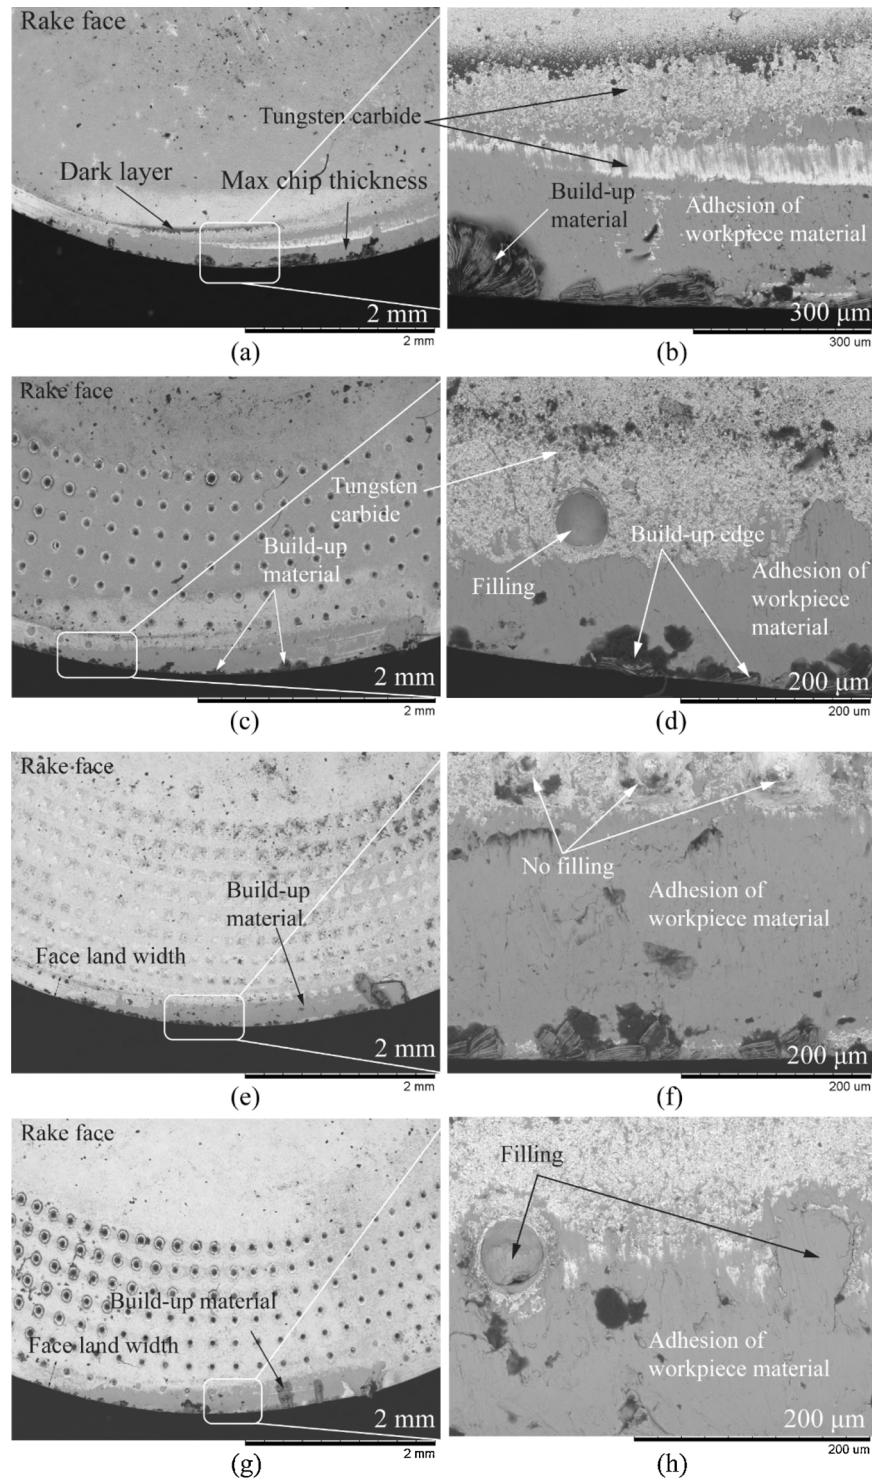 Rake face
Tungsten carbide
Dark layer
Max chip thickness
2 mm
2 mm
(a)
Build-up
material
Adhesion of
workpiece material
300 μm
300 um
(b)
Rake face
Tungsten
carbide
Build-up
material
2 mm
2 mm
(c)
Build-up edge
Filling
Adhesion of
workpiece
material
200 μm
200 um
(d)
Rake face
Build-up
material
Face land width
2 mm
2 mm
(e)
No filling
Adhesion of
workpiece material
200 μm
200 um
(f)
Rake face
Build-up material
Face land width
2 mm
2 mm
(g)
Filling
Adhesion of
workpiece material
200 μm
200 um
(h)